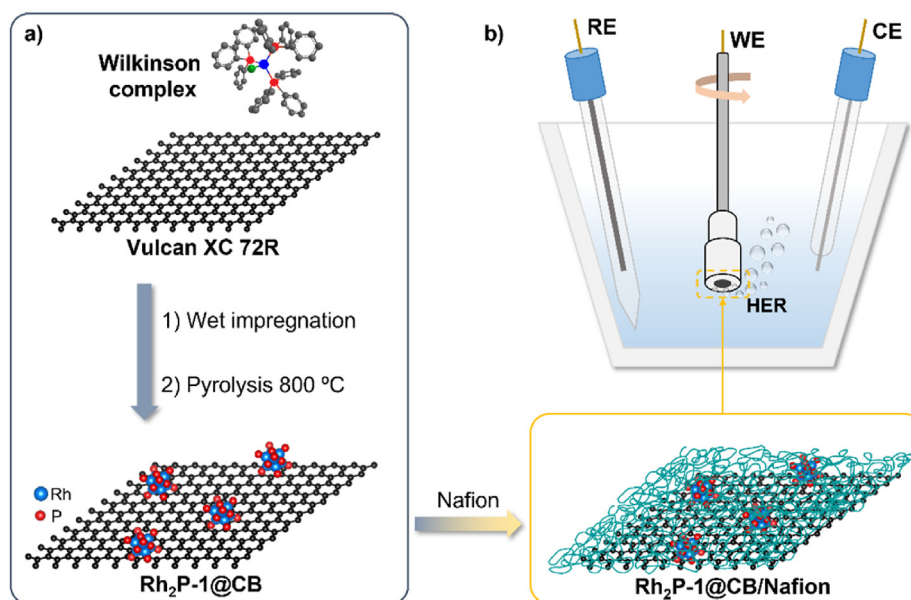 a)
Wilkinson
complex
Vulcan XC 72R
1) Wet impregnation
2) Pyrolysis 800 ºC
Rh
P
Rh₂P-1@CB
Nafion
b)
RE
WE
CE
HER
Rh₂P-1@CB/Nafion